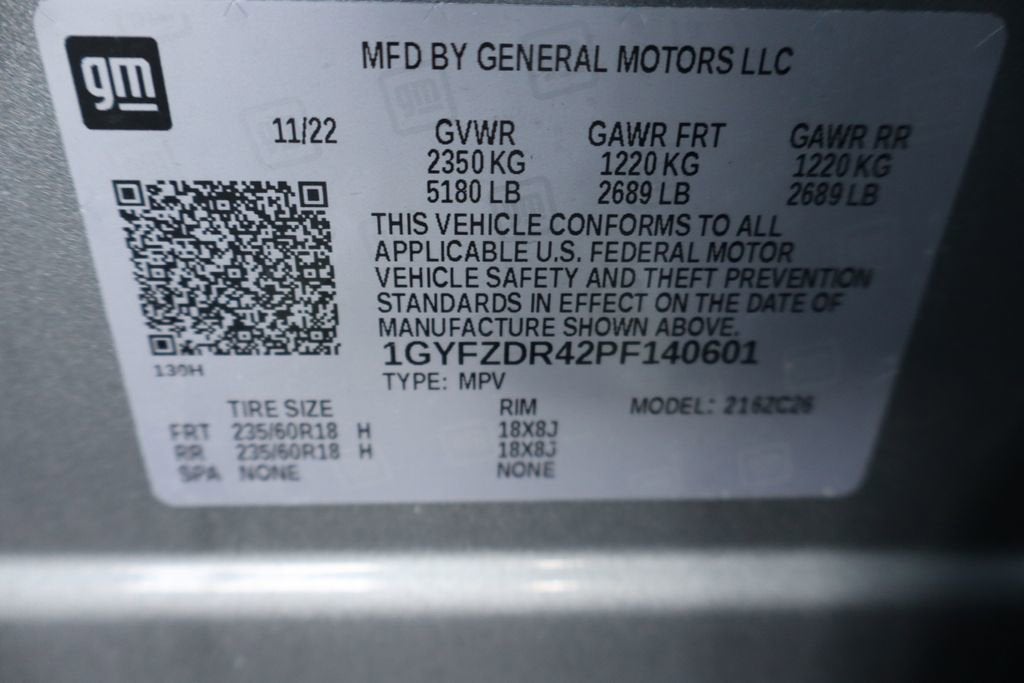 gm
MFD BY GENERAL MOTORS LLC
11/22 GVWR GAWR FRT GAWR RR
2350 KG 1220 KG 1220 KG
5180 LB 2689 LB 2689 LB
THIS VEHICLE CONFORMS TO ALL
APPLICABLE U.S. FEDERAL MOTOR
VEHICLE SAFETY AND THEFT PREVENTION
STANDARDS IN EFFECT ON THE DATE OF
MANUFACTURE SHOWN ABOVE.
1GYFZDR42PF140601
130H
TYPE: MPV
TIRE SIZE RIM MODEL: 216ZC26
FRT 235/60R18 H 18X8J
RR 235/60R18 H 18X8J
SPA NONE NONE